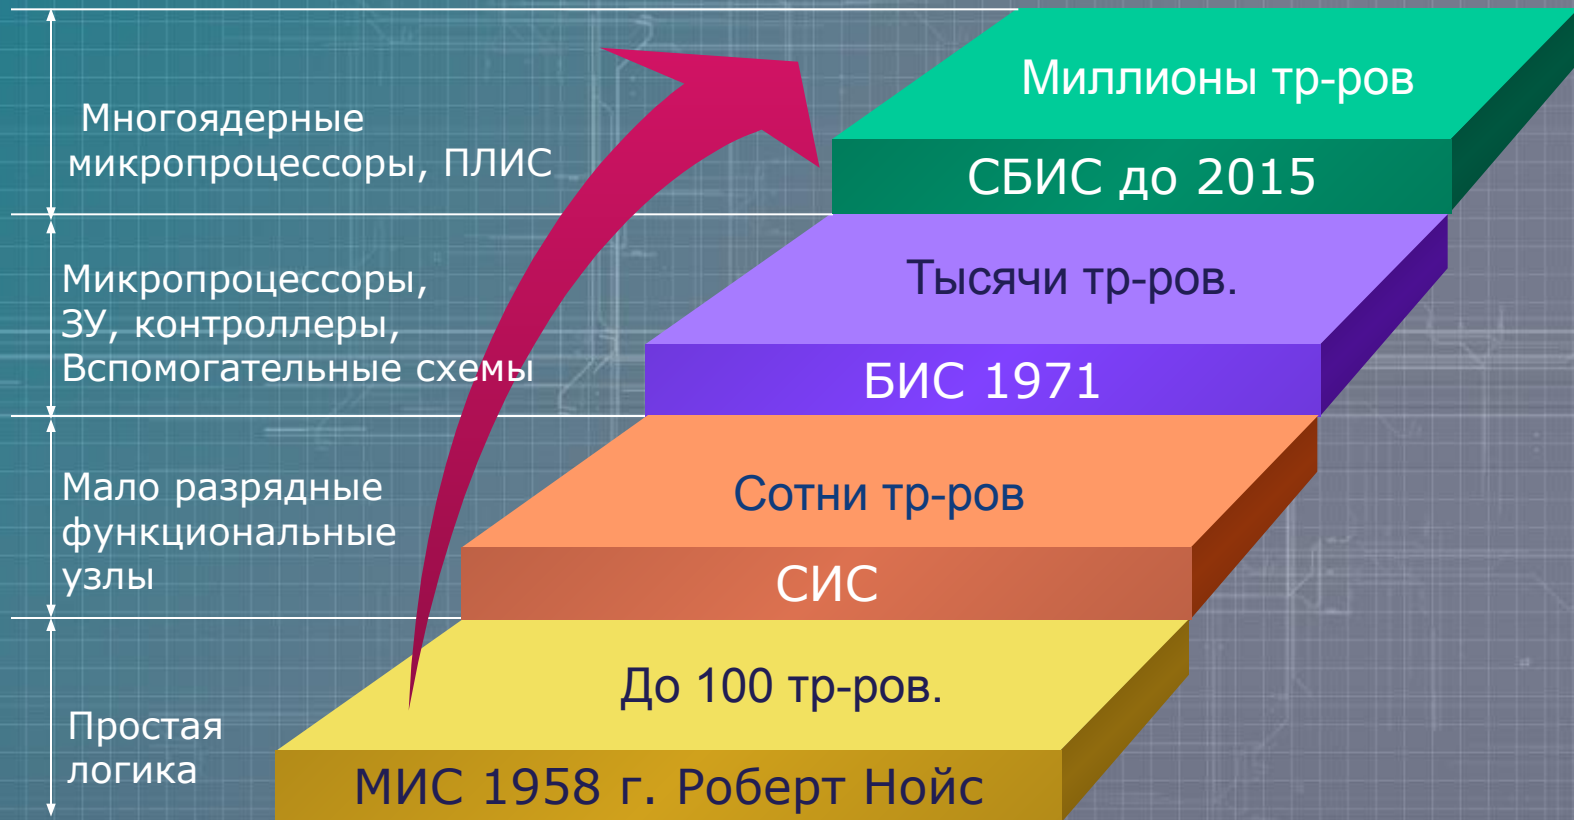 Многоядерные
микропроцессоры, ПЛИС
Миллионы тр-ров
СБИС до 2015
Микропроцессоры,
ЗУ, контроллеры,
Вспомогательные схемы
Тысячи тр-ров.
БИС 1971
Мало разрядные
функциональные
узлы
Сотни тр-ров
СИС
Простая
логика
До 100 тр-ров.
МИС 1958 г. Роберт Нойс